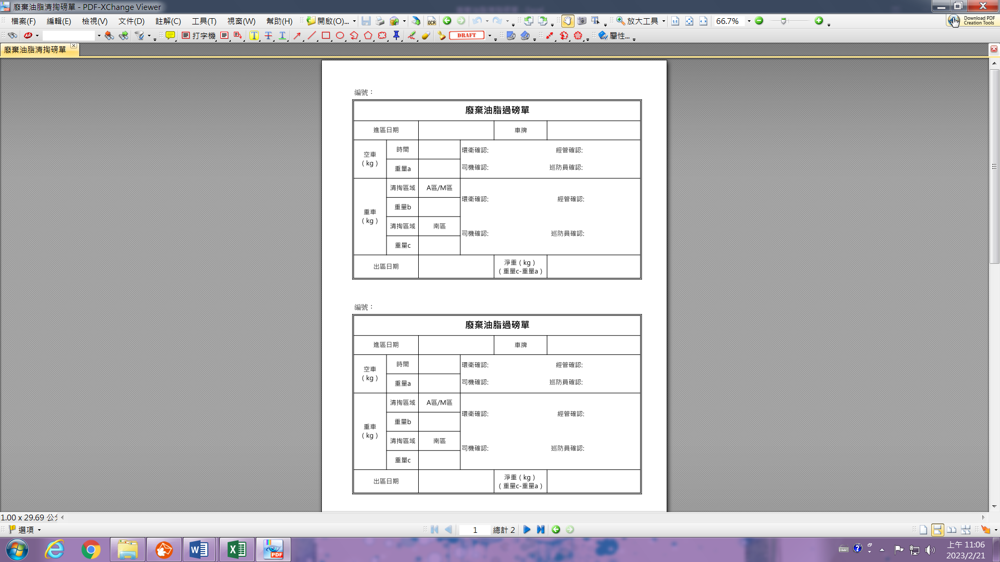 廢棄油脂清掏磅單 - PDF-XChange Viewer
檔案(F) 編輯(E) 檢視(V) 文件(D) 註解(C) 工具(T) 視窗(W) 幫助(H) 開啟(O)... OCR 放大工具 66.7% Download PDF Creation Tools
打字機 T T T DRAFT 屬性...
廢棄油脂清掏磅單
編號：
廢棄油脂過磅單
進區日期 車牌
空車（kg） 時間 環衛確認: 經管確認:
重量a 司機確認: 巡防員確認:
重車（kg） 清掏區域 A區/M區 環衛確認: 經管確認:
重量b
清掏區域 南區 司機確認: 巡防員確認:
重量c
出區日期 淨重（kg）（重量c-重量a）
編號：
廢棄油脂過磅單
進區日期 車牌
空車（kg） 時間 環衛確認: 經管確認:
重量a 司機確認: 巡防員確認:
重車（kg） 清掏區域 A區/M區 環衛確認: 經管確認:
重量b
清掏區域 南區 司機確認: 巡防員確認:
重量c
出區日期 淨重（kg）（重量c-重量a）
1.00 x 29.69 公分
選項 1 總計 2
PDF
上午 11:06
2023/2/21